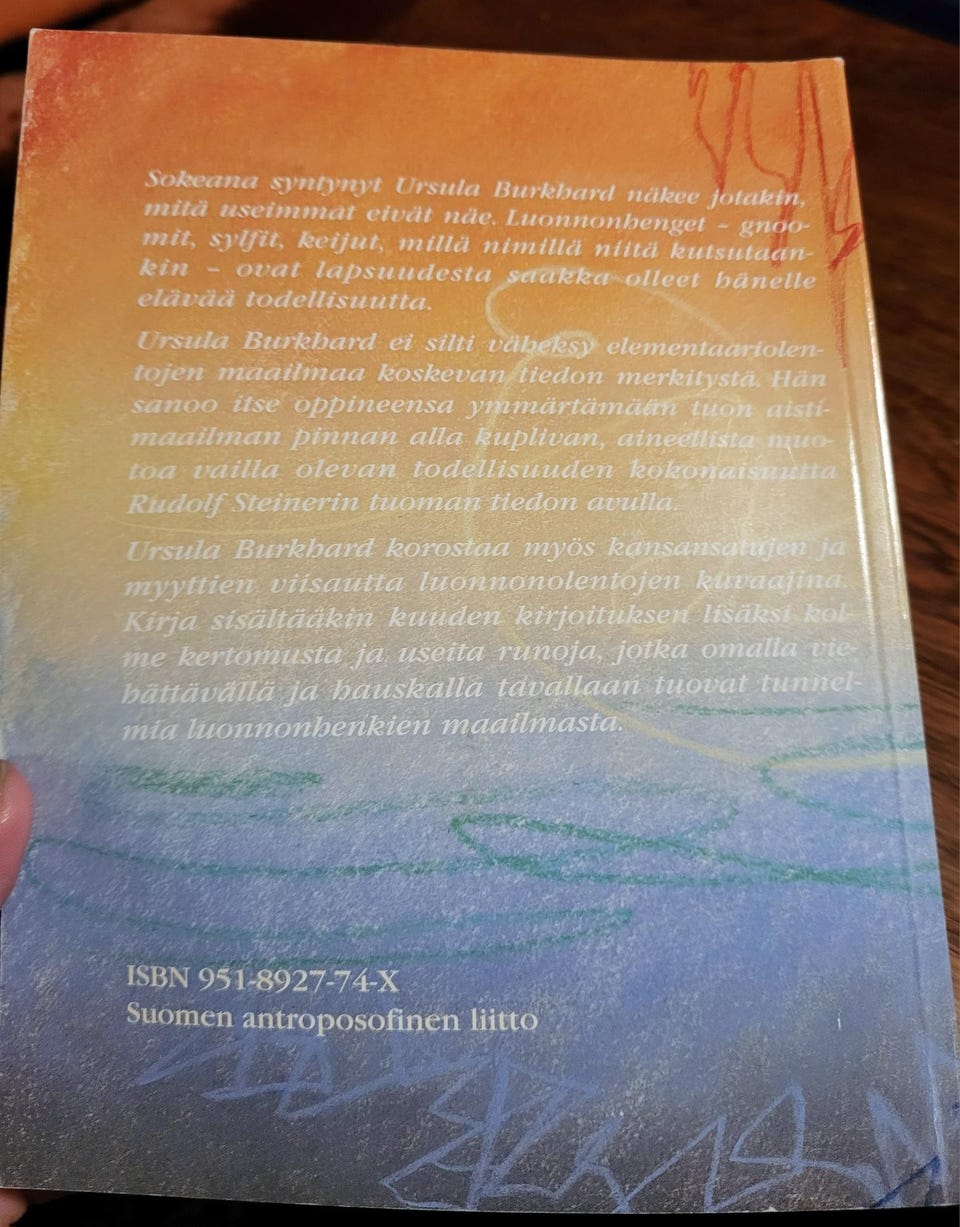 Sokeana syntynyt Ursula Burkhard näkee jotakin,
mitä useimmat eivät näe. Luonnonhenget – gnoo-
mit, sylfit, keijut, millä nimillä niitä kutsutaan-
kin – ovat lapsuudesta saakka olleet hänelle
elävää todellisuutta.
Ursula Burkhard ei silti väheksy elementaariolen-
tojen maailmaa koskevan tiedon merkitystä. Hän
sanoo itse oppineensa ymmärtämään tuon aisti-
maailman pinnan alla kuplivan, aineellista muo-
toa vailla olevan todellisuuden kokonaisuutta
Rudolf Steinerin tuoman tiedon avulla.
Ursula Burkhard korostaa myös kansansatujen ja
myyttien viisautta luonnonolentojen kuvaajina.
Kirja sisältääkin kuuden kirjoituksen lisäksi kol-
me kertomusta ja useita runoja, jotka omalla vie-
hättävällä ja hauskalla tavallaan tuovat tunnel-
mia luonnonhenkien maailmasta.
ISBN 951-8927-74-X
Suomen antroposofinen liitto